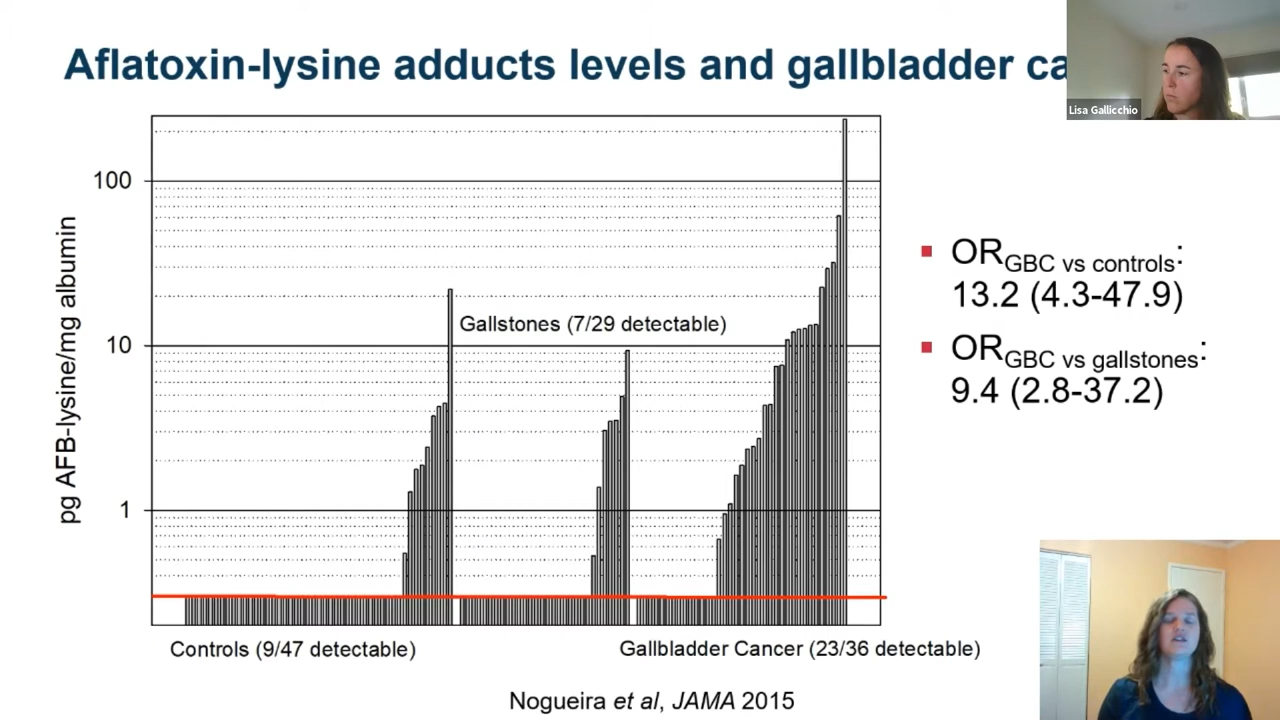 Aflatoxin-lysine adducts levels and gallbladder ca
Lisa Gallicchio
100
10
1
pg AFB-lysine/mg albumin
Gallstones (7/29 detectable)
Controls (9/47 detectable)
Gallbladder Cancer (23/36 detectable)
OR GBC vs controls:
13.2 (4.3-47.9)
OR GBC vs gallstones:
9.4 (2.8-37.2)
Nogueira et al, JAMA 2015